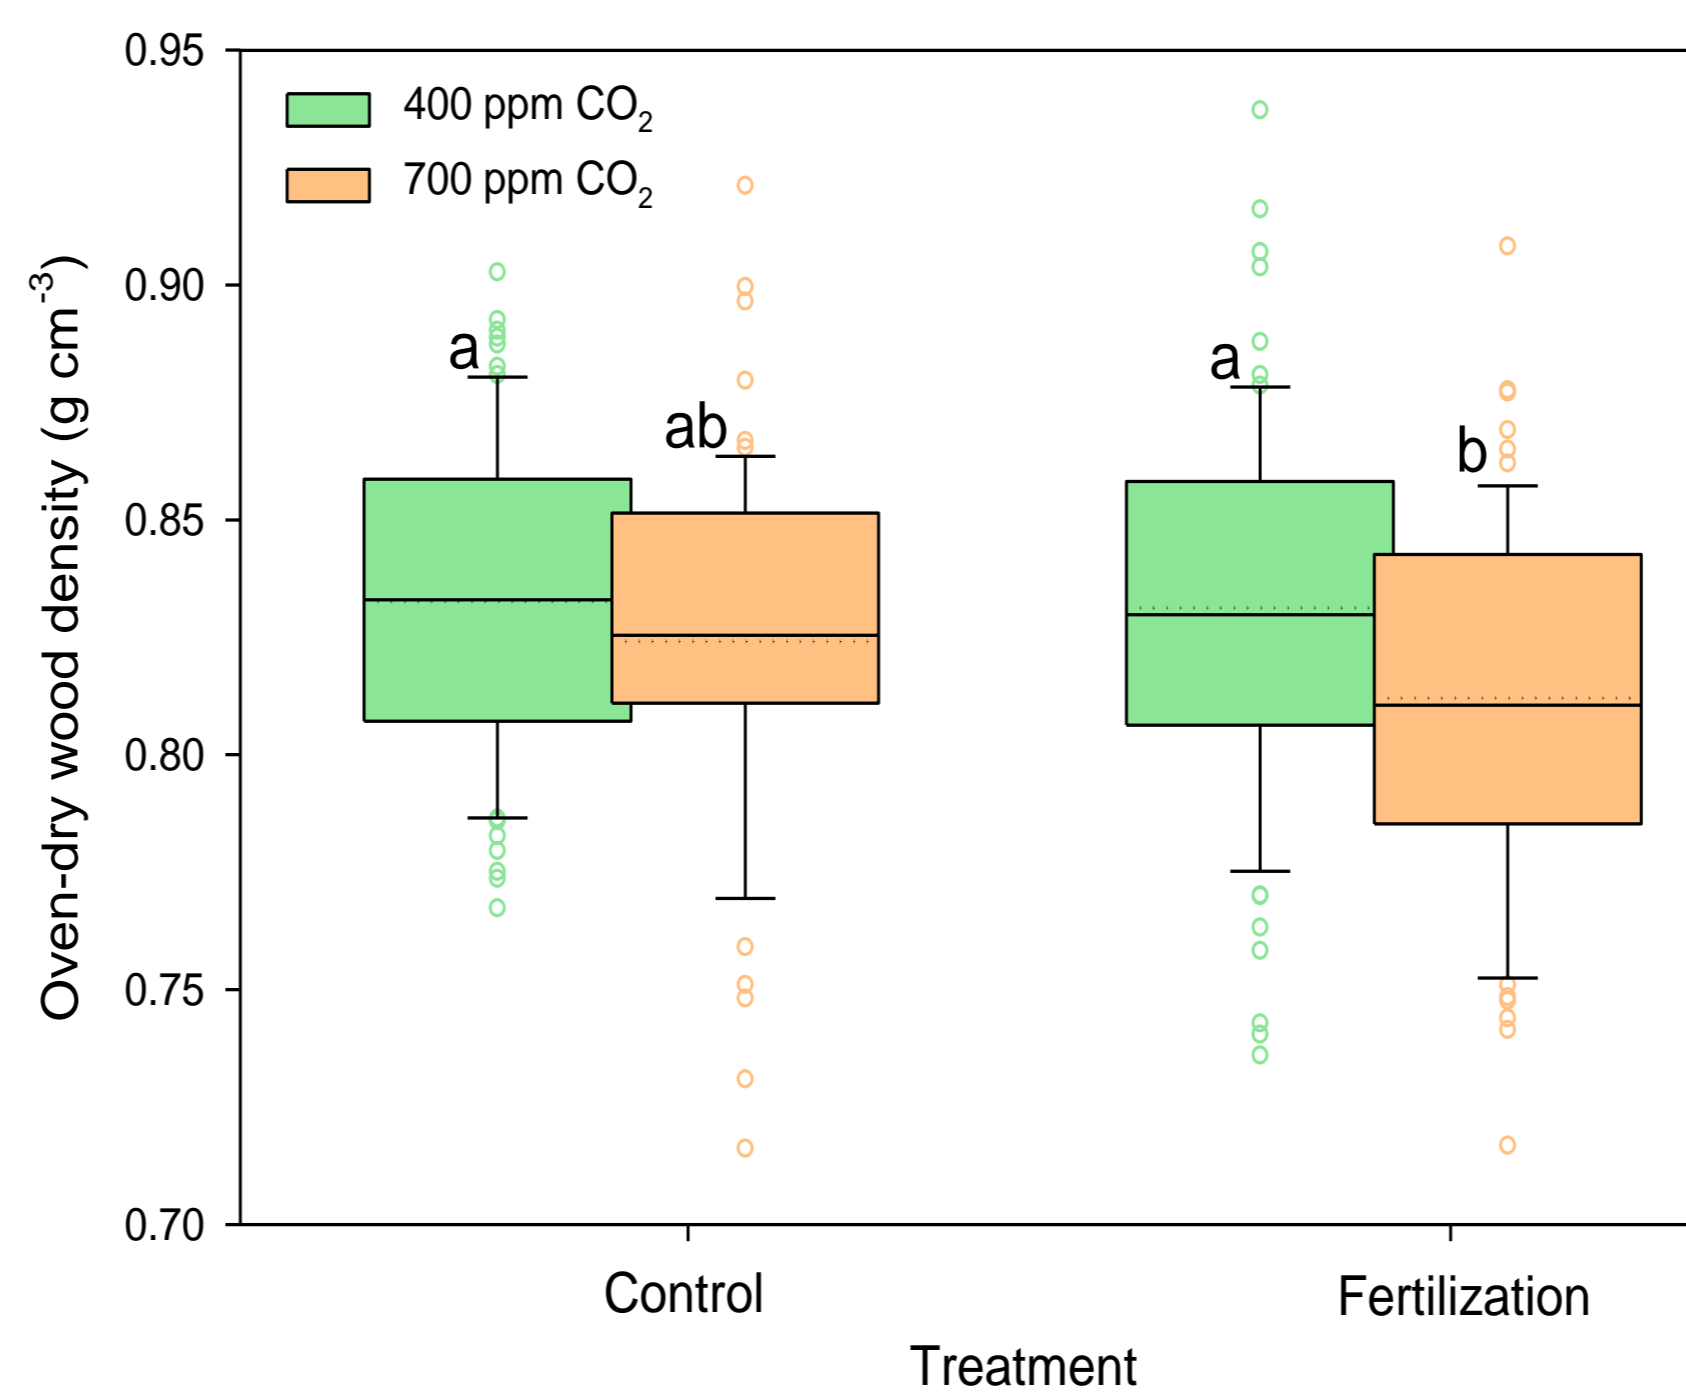 Oven-dry wood density (g cm⁻³)
0.95
0.90
0.85
0.80
0.75
0.70
400 ppm CO₂
700 ppm CO₂
a
ab
a
b
Control
Fertilization
Treatment